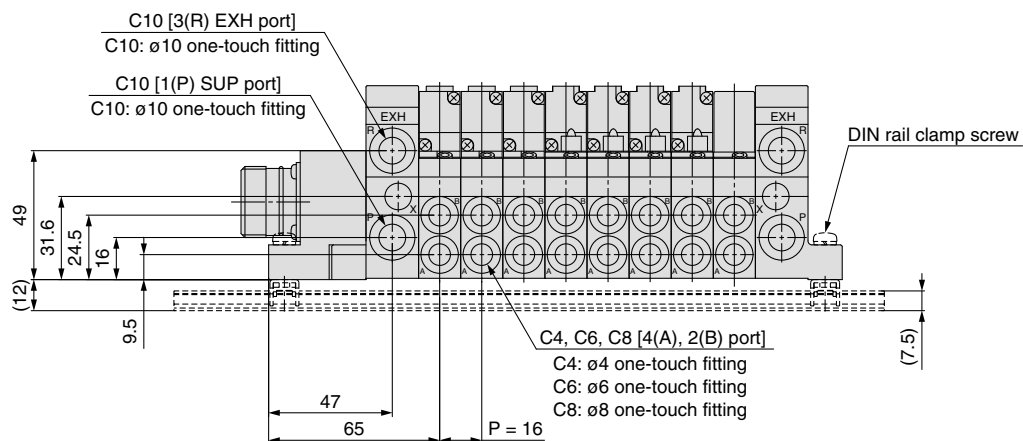 C10 [3(R) EXH port]
C10: ø10 one-touch fitting
C10 [1(P) SUP port]
C10: ø10 one-touch fitting
DIN rail clamp screw
EXH
EXH
R
R
B B B B B B B B
X
X
P
P
A A A A A A A A
49
31.6
24.5
16
(12)
9.5
(7.5)
C4, C6, C8 [4(A), 2(B) port]
C4: ø4 one-touch fitting
C6: ø6 one-touch fitting
C8: ø8 one-touch fitting
47
65
P = 16